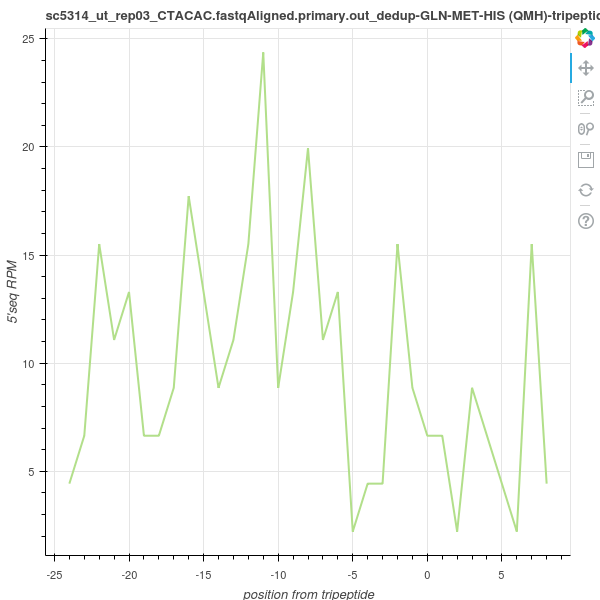 sc5314_ut_rep03_CTACAC.fastqAligned.primary.out_dedup-GLN-MET-HIS (QMH)-tripeptic
25
20
15
10
5
5'seq RPM
-25 -20 -15 -10 -5 0 5
position from tripeptide